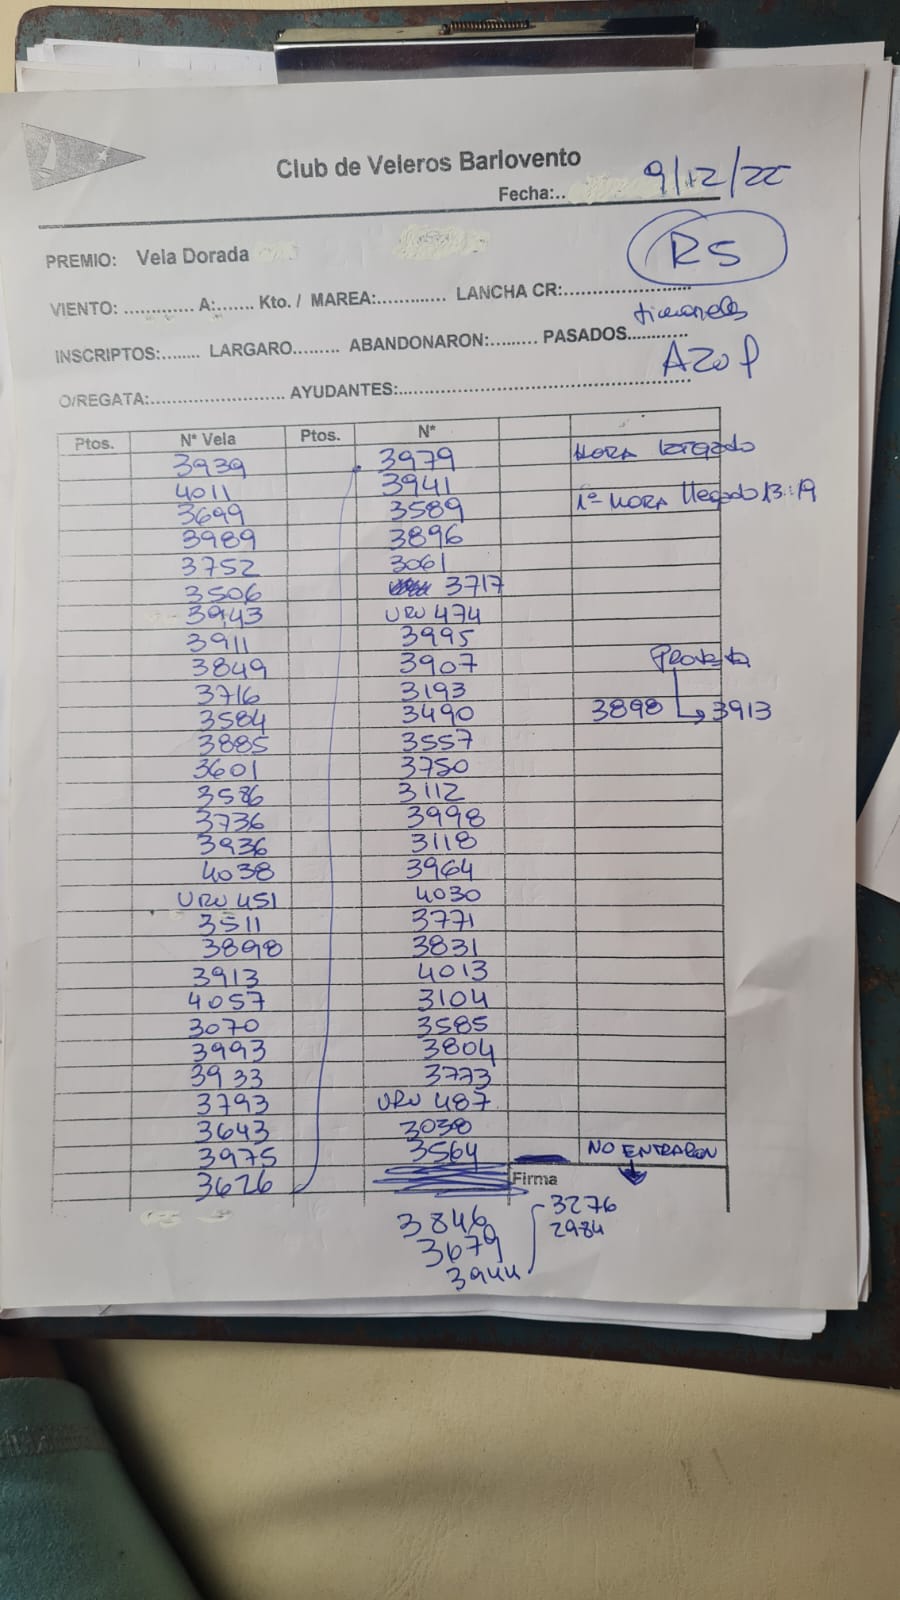 Club de Veleros Barlovento
Fecha:.. 9/12/22
PREMIO: Vela Dorada
R5
VIENTO: ............ A:....... Kto. / MAREA:............ LANCHA CR:......................
timoneles
INSCRIPTOS:........ LARGARO......... ABANDONARON:......... PASADOS...........
O/REGATA:........................ AYUDANTES:......................................................
Ptos. N° Vela Ptos. N°
3939 3979 HORA largado
4011 3941
3699 3589 1º HORA llegado 13:19
3989 3896
3752 3061
3506 3717
3943 URU 474
3911 3995
3849 3907 Protesta
3716 3193
3584 3490 3898 3913
3885 3557
3601 3750
3586 3112
3736 3998
3936 3118
4038 3964
URU 451 4030
3511 3771
3898 3831
3913 4013
4057 3104
3070 3585
3993 3804
3933 3773
3793 URU 487
3643 3038
3975 3564 NO ENTRARON
3626 Firma
3846 3276
3679 2984
3944